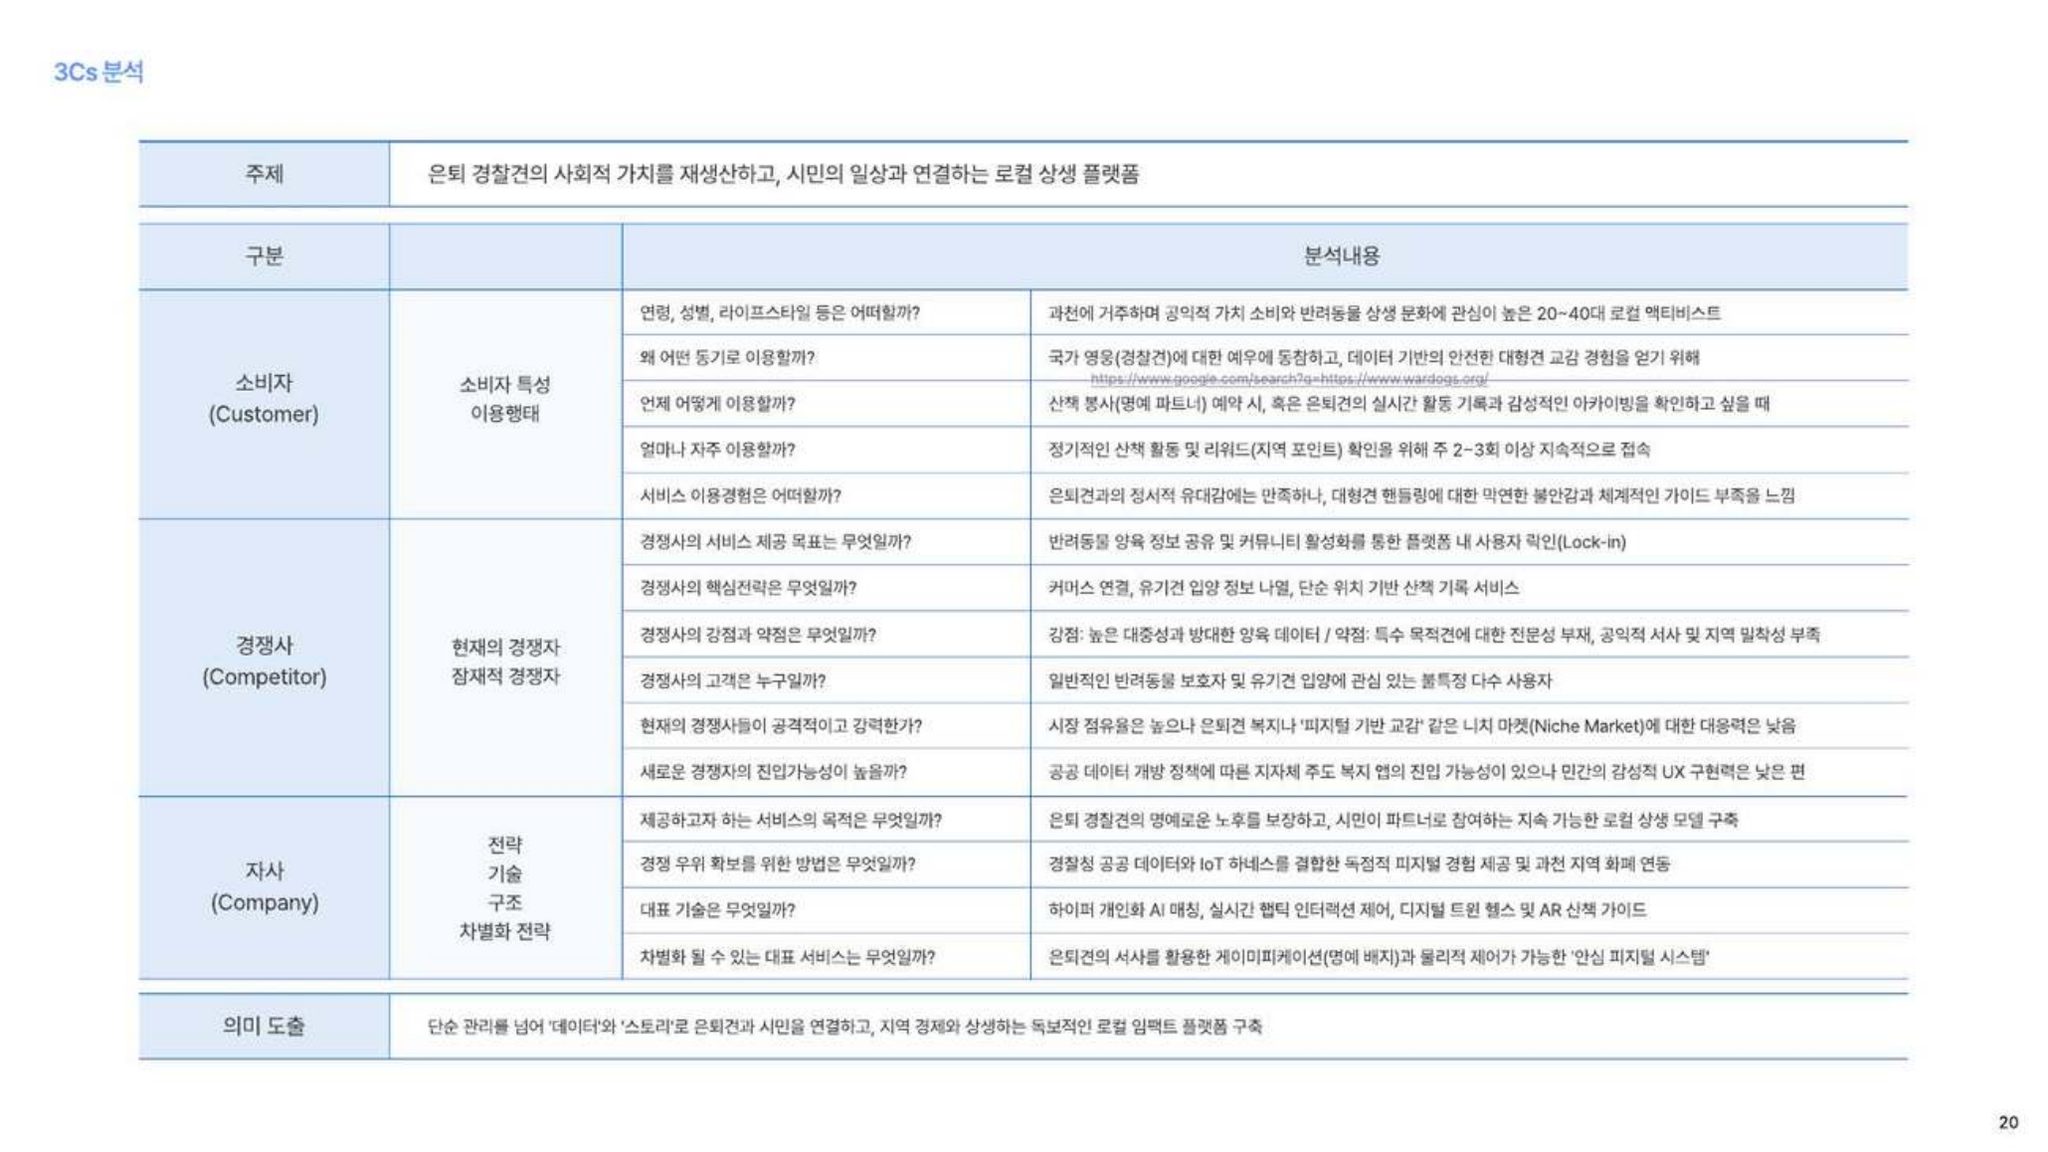 3Cs 분석
주제
은퇴 경찰견의 사회적 가치를 재생산하고, 시민의 일상과 연결하는 로컬 상생 플랫폼
구분
분석내용
소비자
(Customer)
소비자 특성
이용행태
연령, 성별, 라이프스타일 등은 어떠할까?
과천에 거주하며 공익적 가치 소비와 반려동물 상생 문화에 관심이 높은 20~40대 로컬 액티비스트
왜 어떤 동기로 이용할까?
국가 영웅(경찰견)에 대한 예우에 동참하고, 데이터 기반의 안전한 대형견 교감 경험을 얻기 위해
https://www.google.com/search?q=https://www.wardogs.org/
언제 어떻게 이용할까?
산책 봉사(명예 파트너) 예약 시, 혹은 은퇴견의 실시간 활동 기록과 감성적인 아카이빙을 확인하고 싶을 때
얼마나 자주 이용할까?
정기적인 산책 활동 및 리워드(지역 포인트) 확인을 위해 주 2~3회 이상 지속적으로 접속
서비스 이용경험은 어떠할까?
은퇴견과의 정서적 유대감에는 만족하나, 대형견 핸들링에 대한 막연한 불안감과 체계적인 가이드 부족을 느낌
경쟁사
(Competitor)
현재의 경쟁자
잠재적 경쟁자
경쟁사의 서비스 제공 목표는 무엇일까?
반려동물 양육 정보 공유 및 커뮤니티 활성화를 통한 플랫폼 내 사용자 락인(Lock-in)
경쟁사의 핵심전략은 무엇일까?
커머스 연결, 유기견 입양 정보 나열, 단순 위치 기반 산책 기록 서비스
경쟁사의 강점과 약점은 무엇일까?
강점: 높은 대중성과 방대한 양육 데이터 / 약점: 특수 목적견에 대한 전문성 부재, 공익적 서사 및 지역 밀착성 부족
경쟁사의 고객은 누구일까?
일반적인 반려동물 보호자 및 유기견 입양에 관심 있는 불특정 다수 사용자
현재의 경쟁사들이 공격적이고 강력한가?
시장 점유율은 높으나 은퇴견 복지나 '피지털 기반 교감' 같은 니치 마켓(Niche Market)에 대한 대응력은 낮음
새로운 경쟁자의 진입가능성이 높을까?
공공 데이터 개방 정책에 따른 지자체 주도 복지 앱의 진입 가능성이 있으나 민간의 감성적 UX 구현력은 낮은 편
자사
(Company)
전략
기술
구조
차별화 전략
제공하고자 하는 서비스의 목적은 무엇일까?
은퇴 경찰견의 명예로운 노후를 보장하고, 시민이 파트너로 참여하는 지속 가능한 로컬 상생 모델 구축
경쟁 우위 확보를 위한 방법은 무엇일까?
경찰청 공공 데이터와 IoT 하네스를 결합한 독점적 피지털 경험 제공 및 과천 지역 화폐 연동
대표 기술은 무엇일까?
하이퍼 개인화 AI 매칭, 실시간 햅틱 인터랙션 제어, 디지털 트윈 헬스 및 AR 산책 가이드
차별화 될 수 있는 대표 서비스는 무엇일까?
은퇴견의 서사를 활용한 게이미피케이션(명예 배지)과 물리적 제어가 가능한 '안심 피지털 시스템'
의미 도출
단순 관리를 넘어 '데이터'와 '스토리'로 은퇴견과 시민을 연결하고, 지역 경제와 상생하는 독보적인 로컬 임팩트 플랫폼 구축
20